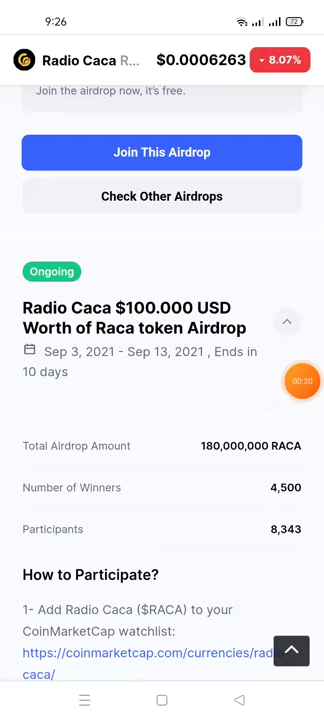 9:26
72
Radio Caca R... $0.0006263 8.07%
Join the airdrop now, it's free.
Join This Airdrop
Check Other Airdrops
Ongoing
Radio Caca $100.000 USD
Worth of Raca token Airdrop
Sep 3, 2021 - Sep 13, 2021 , Ends in
10 days
00:20
Total Airdrop Amount 180,000,000 RACA
Number of Winners 4,500
Participants 8,343
How to Participate?
1- Add Radio Caca ($RACA) to your
CoinMarketCap watchlist:
https://coinmarketcap.com/currencies/radi
caca/